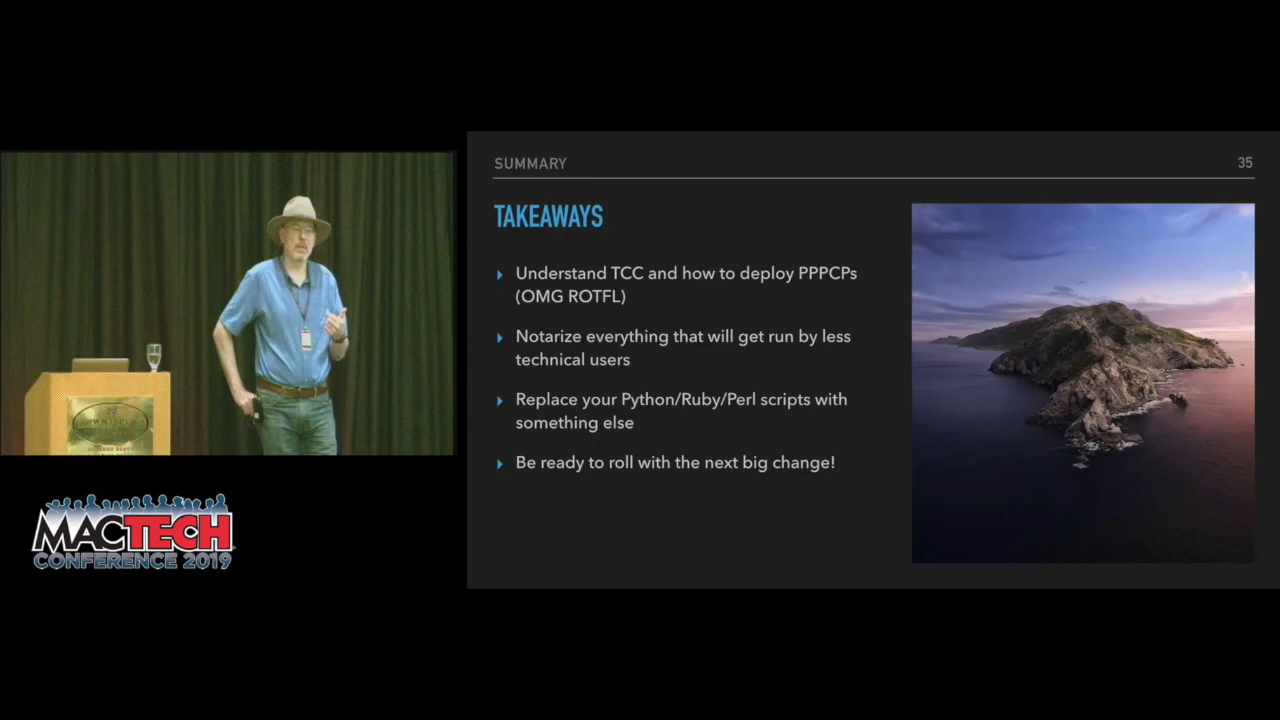 SUMMARY
35
TAKEAWAYS
Understand TCC and how to deploy PPPCPs
(OMG ROTFL)
Notarize everything that will get run by less
technical users
Replace your Python/Ruby/Perl scripts with
something else
Be ready to roll with the next big change!
MACTECH
CONFERENCE 2019